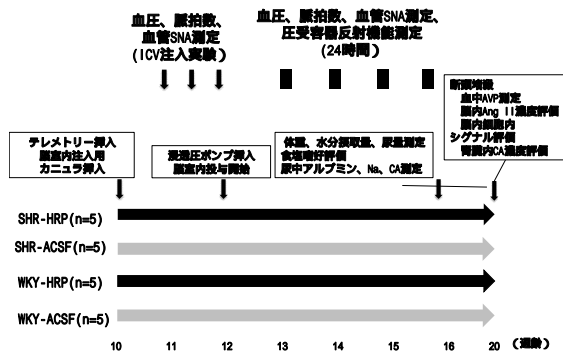 血圧、脈拍数、
血管SNA測定
(ICV注入実験)
血圧、脈拍数、血管SNA測定、
圧受容器反射機能測定
(24時間)
断頭堵殺
血中AVP測定
脳内Ang II濃度評価
脳内細胞内
シグナル評価
腎臓内CA濃度評価
テレメトリー挿入
脳室内注入用
カニュラ挿入
浸透圧ポンプ挿入
脳室内投与開始
体重、水分摂取量、尿量測定
食塩嗜好評価
尿中アルブミン、Na、CA測定
SHR-HRP(n=5)
SHR-ACSF(n=5)
WKY-HRP(n=5)
WKY-ACSF(n=5)
10 11 12 13 14 15 16 20 (週齢)